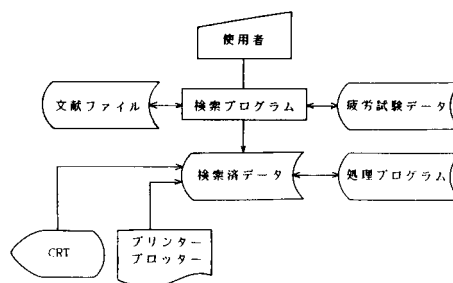 使用者
文献ファイル
検索プログラム
疲労試験データ
検索済データ
処理プログラム
CRT
プリンター
プロッター